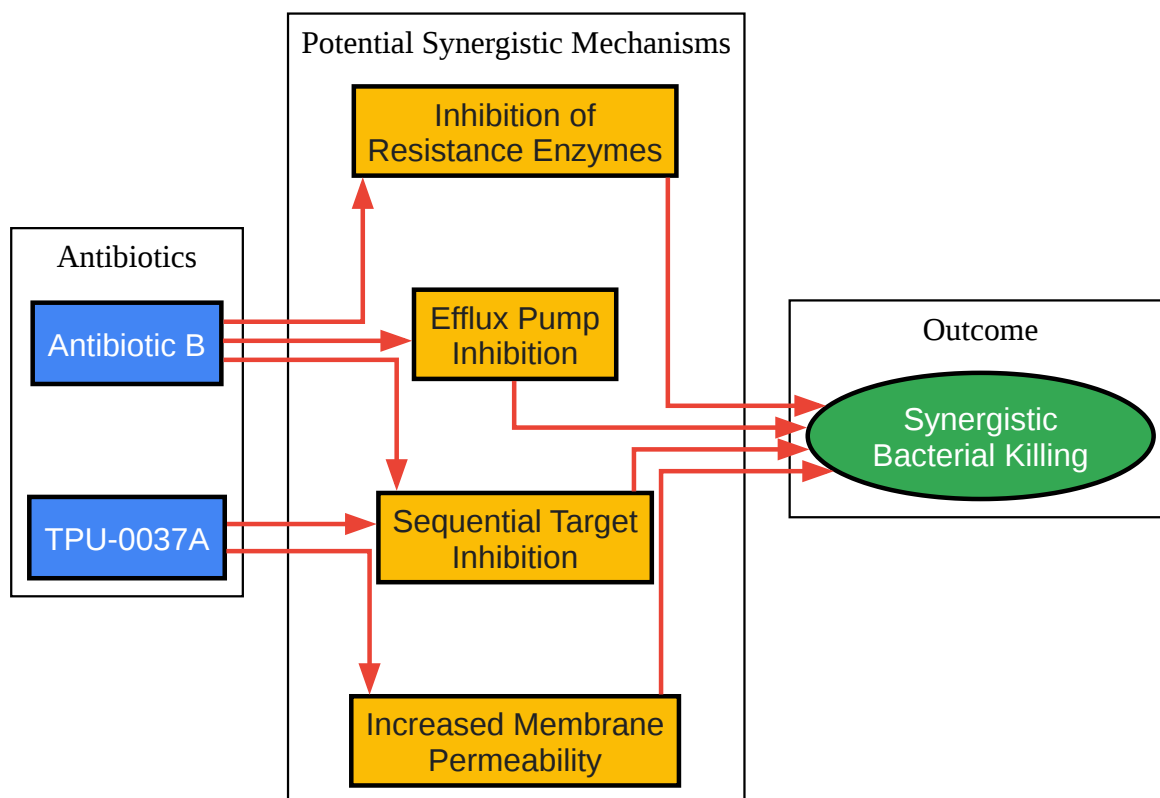 Potential Synergistic Mechanisms
Inhibition of
Resistance Enzymes
Antibiotics
Antibiotic B
Efflux Pump
Inhibition
Outcome
Synergistic
Bacterial Killing
TPU-0037A
Sequential Target
Inhibition
Increased Membrane
Permeability